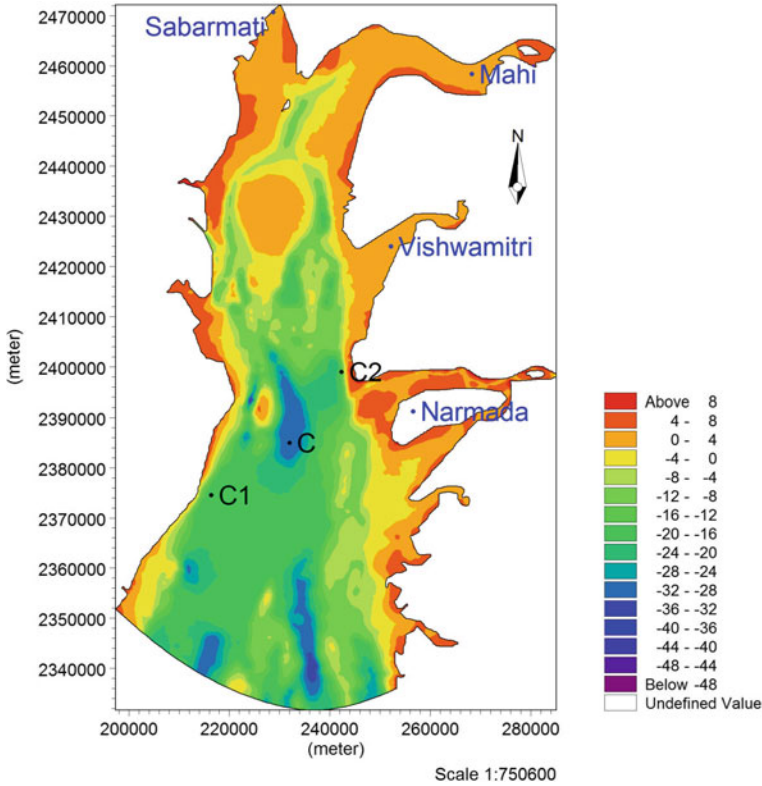 2470000
2460000
2450000
2440000
2430000
2420000
2410000
2400000
2390000
2380000
2370000
2360000
2350000
2340000
(meter)
Sabarmati
Mahi
N
Vishwamitri
C2
Narmada
C
C1
200000 220000 240000 260000 280000
(meter)
Scale 1:750600
Above 8
4 - 8
0 - 4
-4 - 0
-8 - -4
-12 - -8
-16 - -12
-20 - -16
-24 - -20
-28 - -24
-32 - -28
-36 - -32
-40 - -36
-44 - -40
-48 - -44
Below -48
Undefined Value